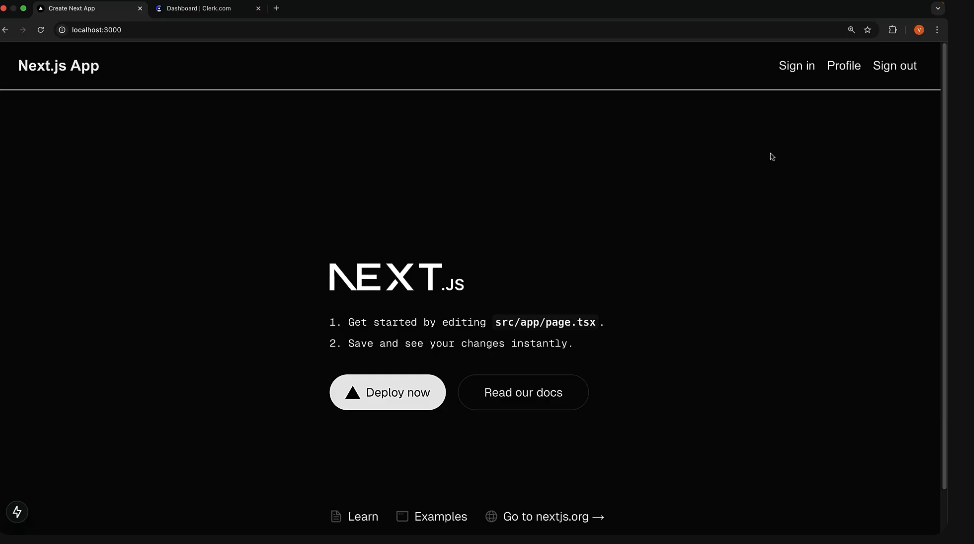 Create Next App
Dashboard | Clerk.com
localhost:3000
V
Next.js App
Sign in
Profile
Sign out
NEXT.JS
1. Get started by editing src/app/page.tsx.
2. Save and see your changes instantly.
Deploy now
Read our docs
Learn
Examples
Go to nextjs.org →